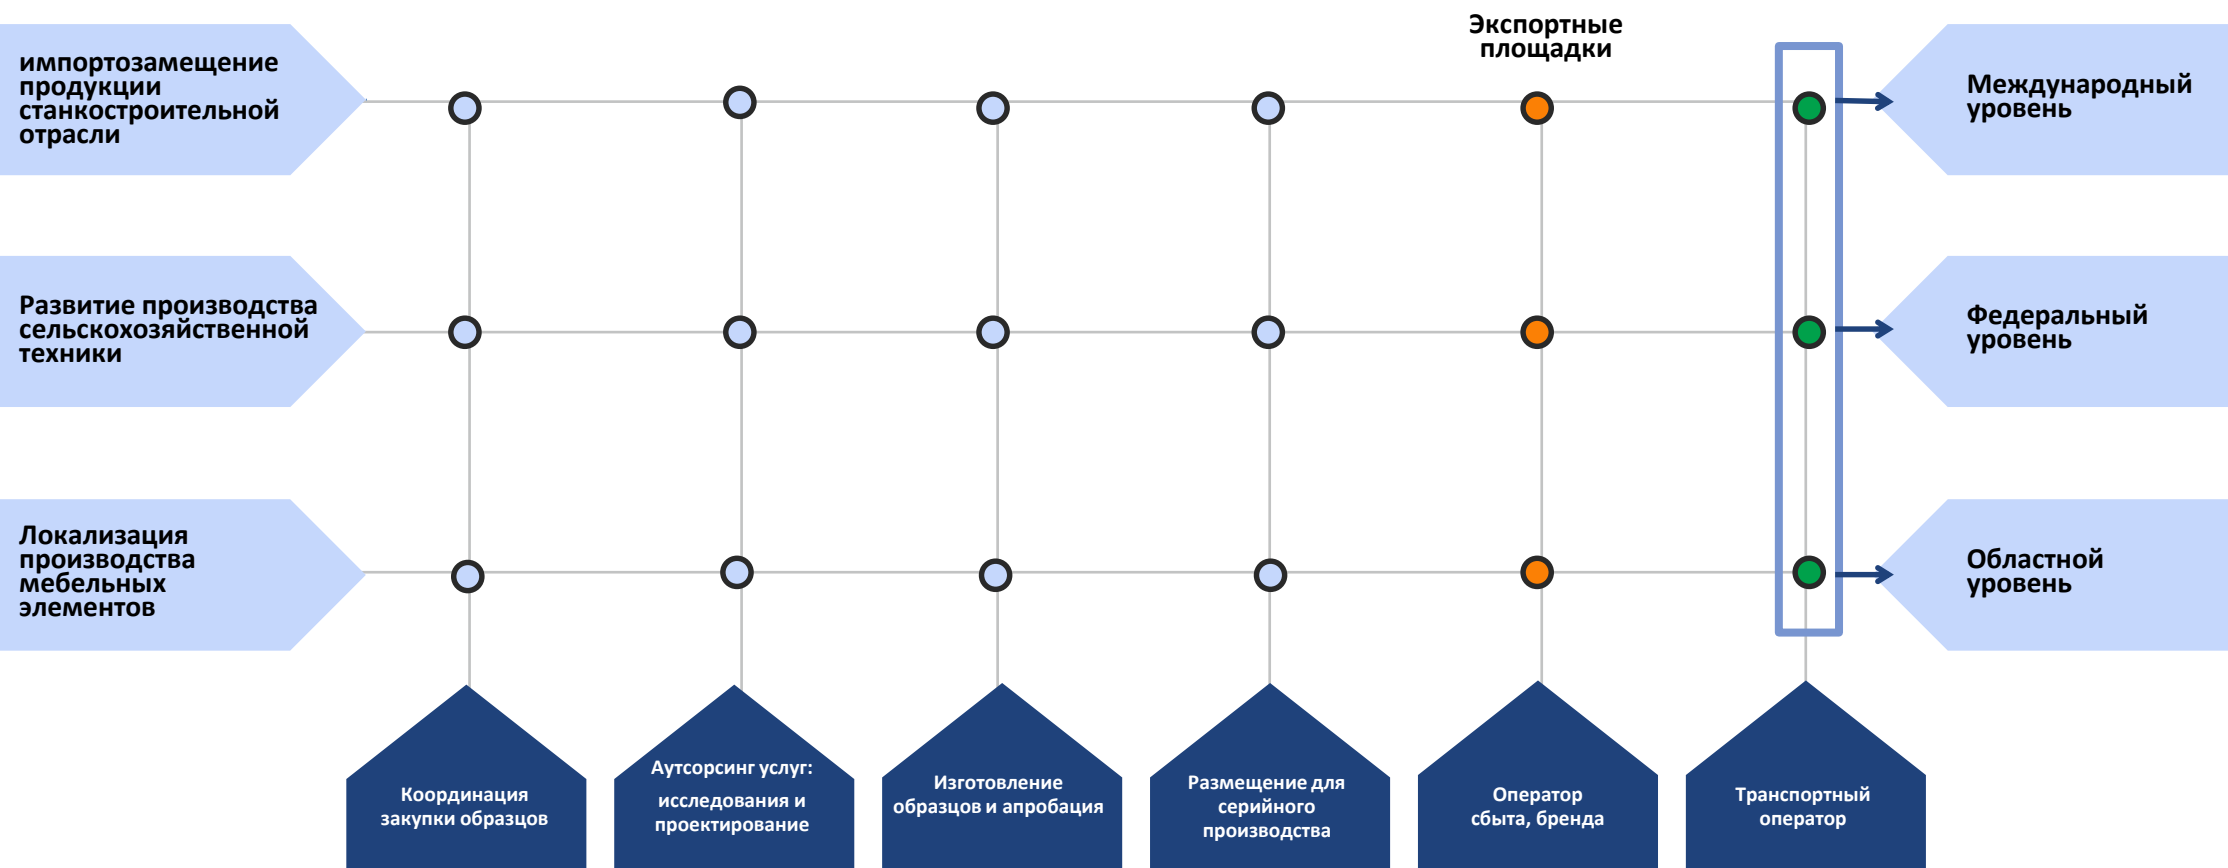 Экспортные
площадки
импортозамещение
продукции
станкостроительной
отрасли
Международный
уровень
Развитие производства
сельскохозяйственной
техники
Федеральный
уровень
Локализация
производства
мебельных
элементов
Областной
уровень
Координация
закупки образцов
Аутсорсинг услуг:
исследования и
проектирование
Изготовление
образцов и апробация
Размещение для
серийного
производства
Оператор
сбыта, бренда
Транспортный
оператор